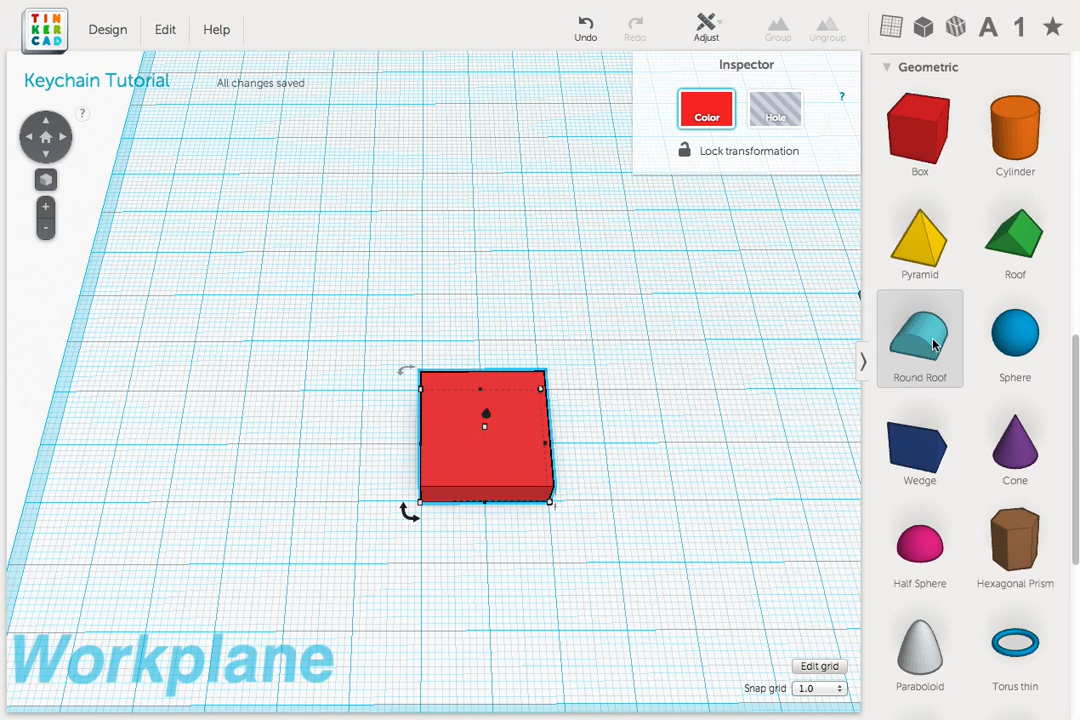 TIN
KER
CAD
Design
Edit
Help
Undo
Redo
Adjust
Group
Ungroup
A
1
Keychain Tutorial
All changes saved
?
+
-
Inspector
Color
Hole
?
Lock transformation
Geometric
Box
Cylinder
Pyramid
Roof
Round Roof
Sphere
Wedge
Cone
Half Sphere
Hexagonal Prism
Paraboloid
Torus thin
Workplane
Edit grid
Snap grid 1.0